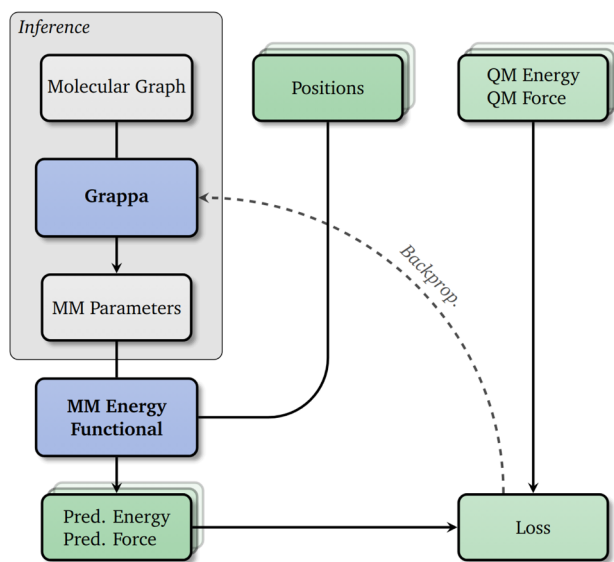 Inference
Molecular Graph
Positions
QM Energy
QM Force
Grappa
Backprop.
MM Parameters
MM Energy
Functional
Pred. Energy
Pred. Force
Loss